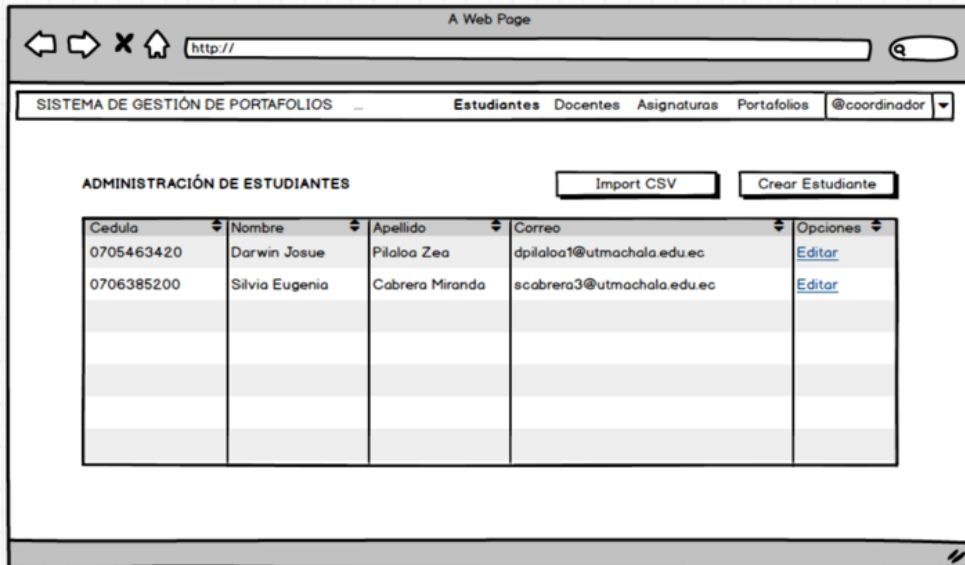 A Web Page
http://
SISTEMA DE GESTIÓN DE PORTAFOLIOS ... Estudiantes Docentes Asignaturas Portafolios @coordinador
ADMINISTRACIÓN DE ESTUDIANTES Import CSV Crear Estudiante
Cedula Nombre Apellido Correo Opciones
0705463420 Darwin Josue Pilaloa Zea dpilaloa1@utmachala.edu.ec Editar
0706385200 Silvia Eugenia Cabrera Miranda scabrera3@utmachala.edu.ec Editar